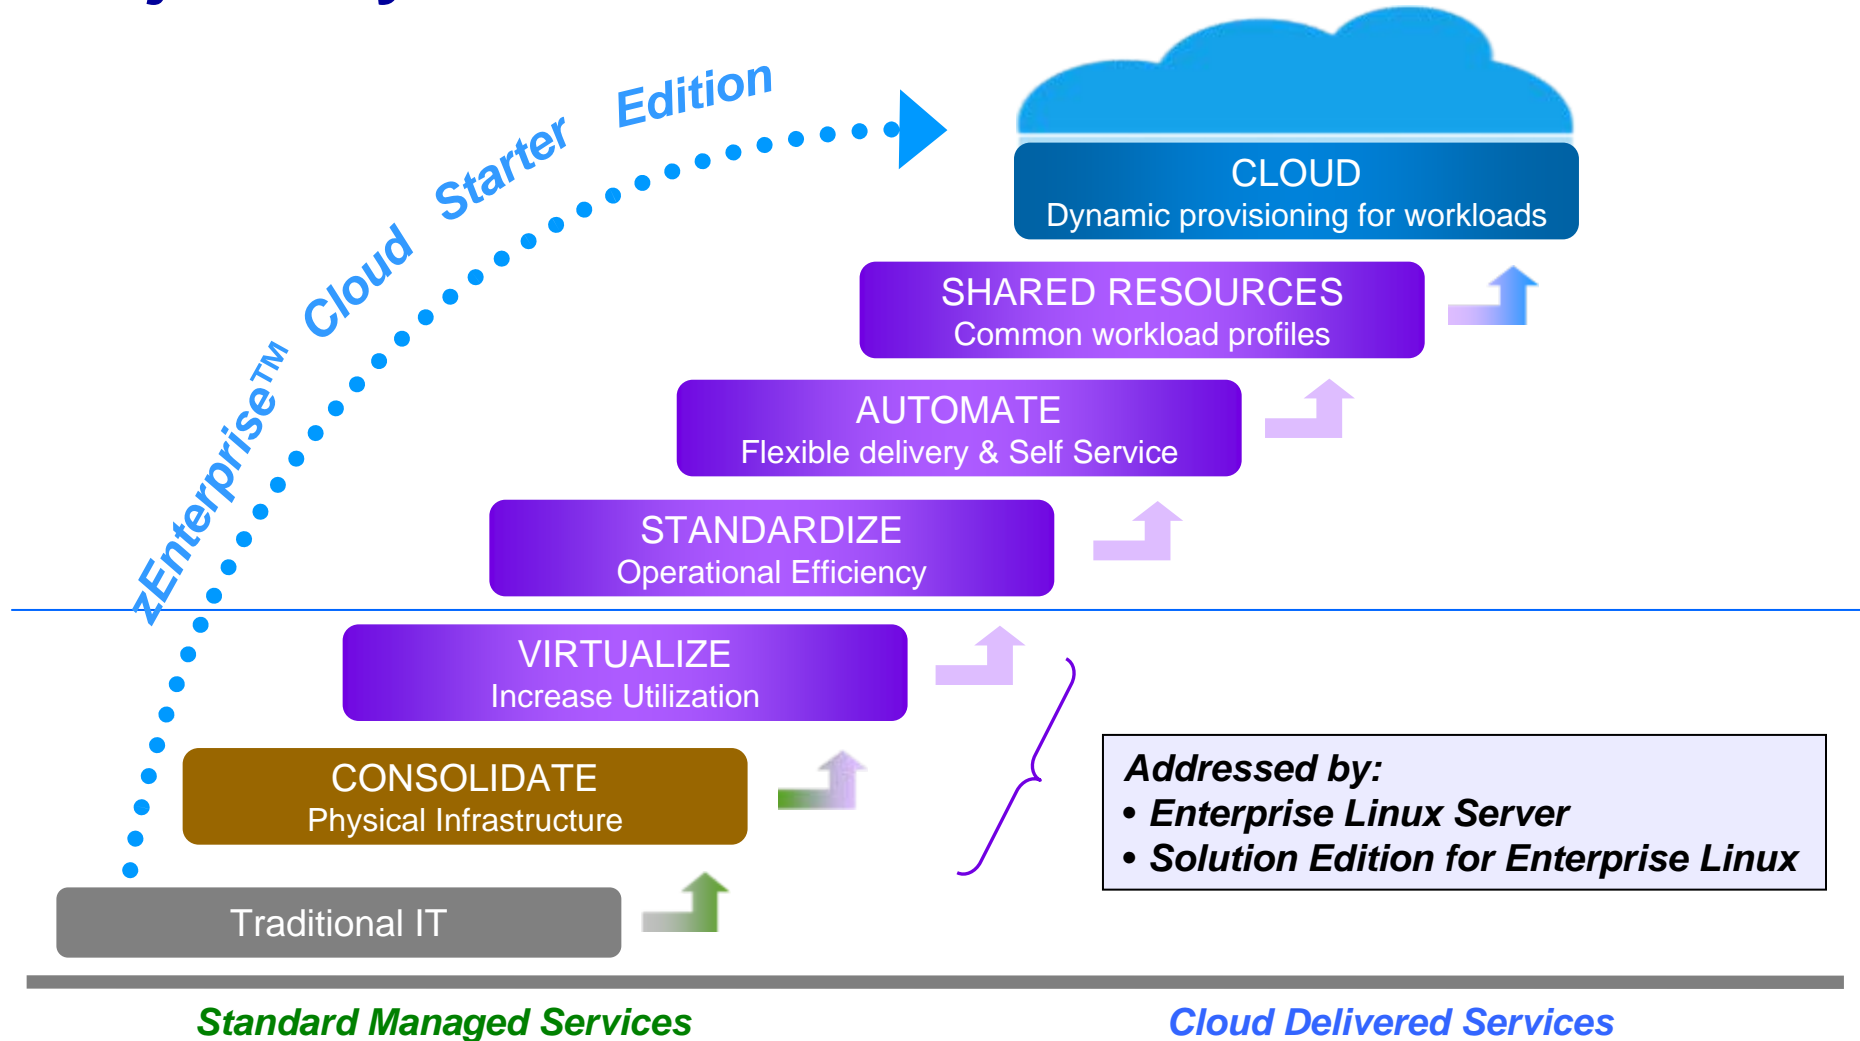 zEnterprise™ Cloud Starter Edition
CLOUD
Dynamic provisioning for workloads
SHARED RESOURCES
Common workload profiles
AUTOMATE
Flexible delivery & Self Service
STANDARDIZE
Operational Efficiency
VIRTUALIZE
Increase Utilization
CONSOLIDATE
Physical Infrastructure
Traditional IT
Addressed by:
• Enterprise Linux Server
• Solution Edition for Enterprise Linux
Standard Managed Services
Cloud Delivered Services